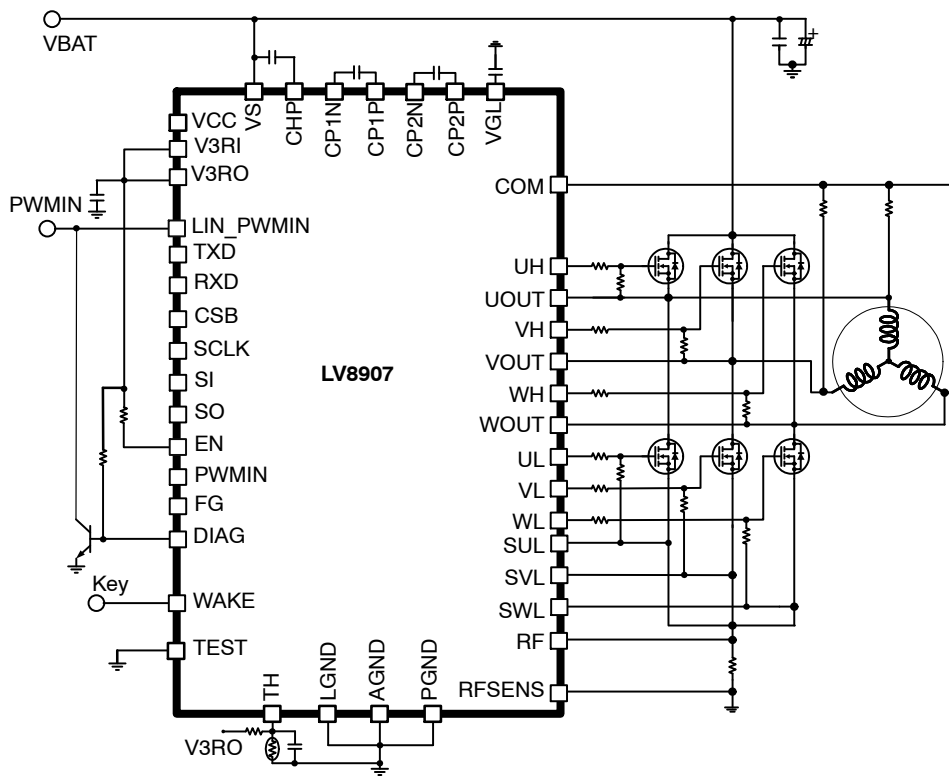 VBAT
VS
CHP
CP1N
CP1P
CP2N
CP2P
VGL
VCC
V3RI
V3RO
PWMIN
LIN_PWMIN
TXD
RXD
CSB
SCLK
SI
SO
EN
PWMIN
FG
DIAG
Key
WAKE
TEST
LV8907
COM
UH
UOUT
VH
VOUT
WH
WOUT
UL
VL
WL
SUL
SVL
SWL
RF
RFSENS
TH
LGND
AGND
PGND
V3RO
+